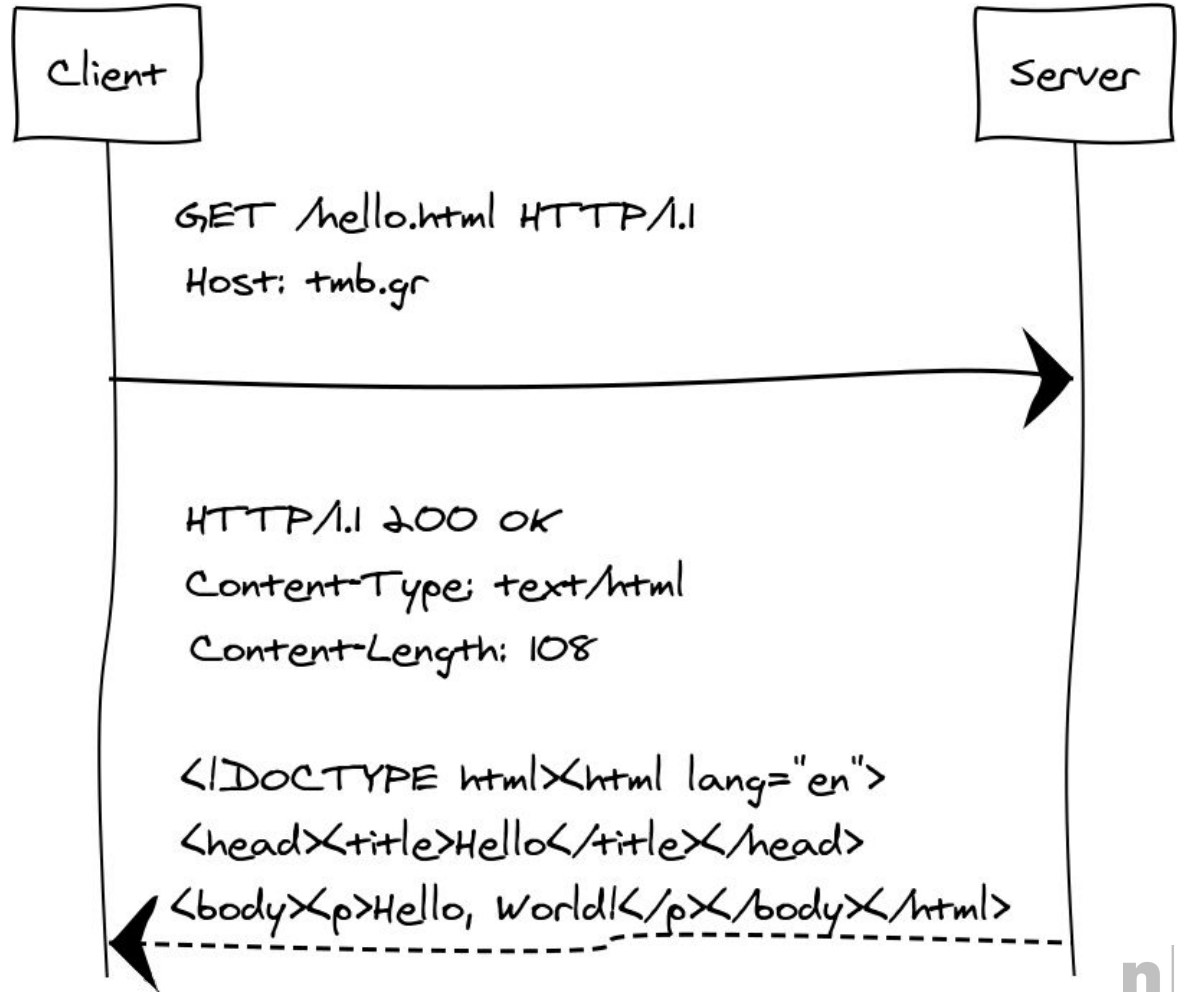 Client
Server
GET /hello.html HTTP/1.1
Host: tmb.gr
HTTP/1.1 200 OK
Content-Type: text/html
Content-Length: 108
<!DOCTYPE html><html lang="en">
<head><title>Hello</title></head>
<body><p>Hello, World!</p></body></html>
n